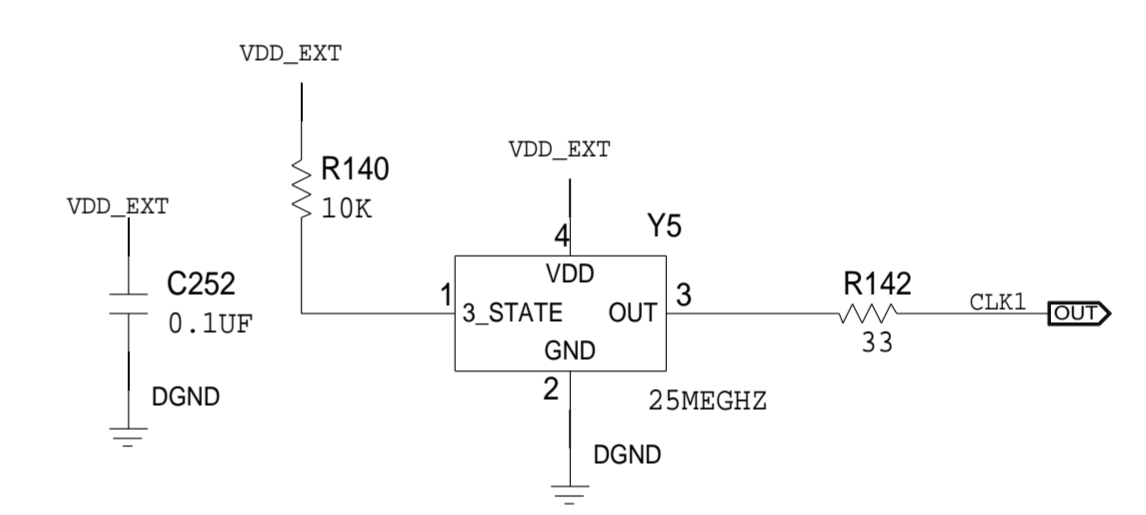 VDD_EXT
R140
10K
VDD_EXT
C252
0.1UF
DGND
VDD_EXT
Y5
4
VDD
1
3_STATE
OUT
3
GND
2
25MEGHZ
DGND
R142
33
CLK1
OUT